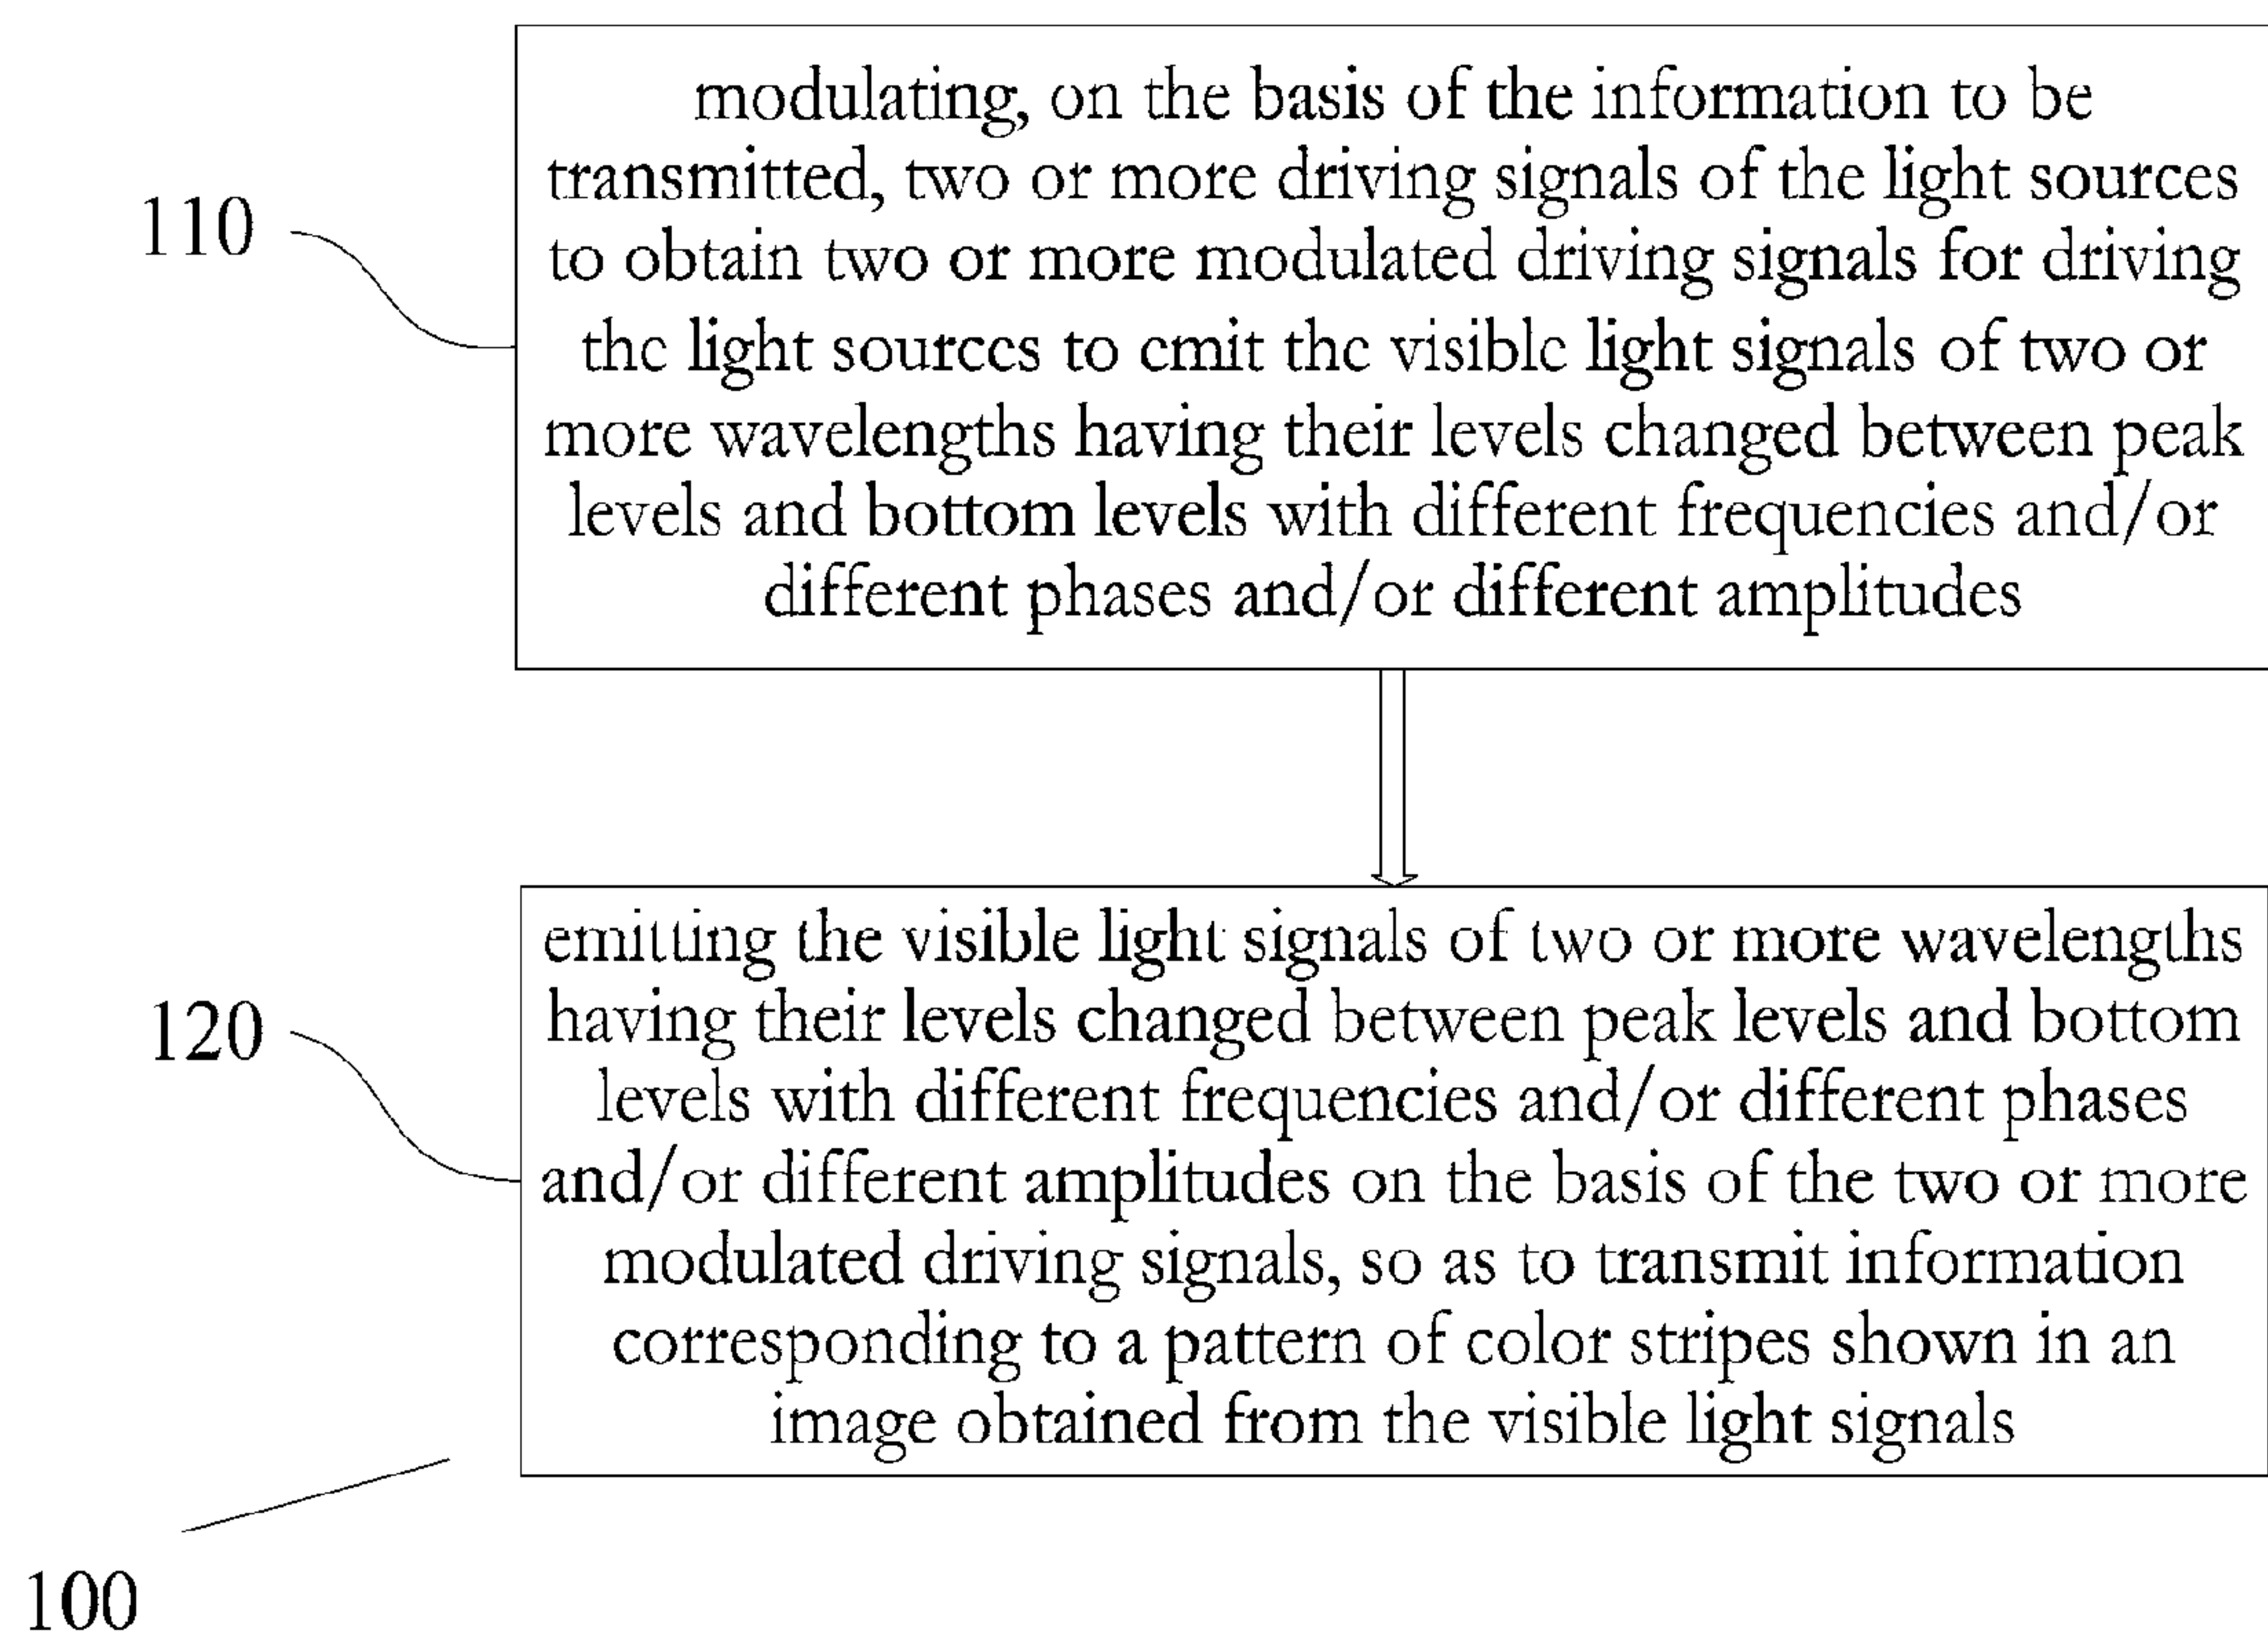 modulating, on the basis of the information to be
transmitted, two or more driving signals of the light sources
to obtain two or more modulated driving signals for driving
the light sources to emit the visible light signals of two or
more wavelengths having their levels changed between peak
levels and bottom levels with different frequencies and/or
different phases and/or different amplitudes
110
emitting the visible light signals of two or more wavelengths
having their levels changed between peak levels and bottom
levels with different frequencies and/or different phases
and/or different amplitudes on the basis of the two or more
modulated driving signals, so as to transmit information
corresponding to a pattern of color stripes shown in an
image obtained from the visible light signals
120
100